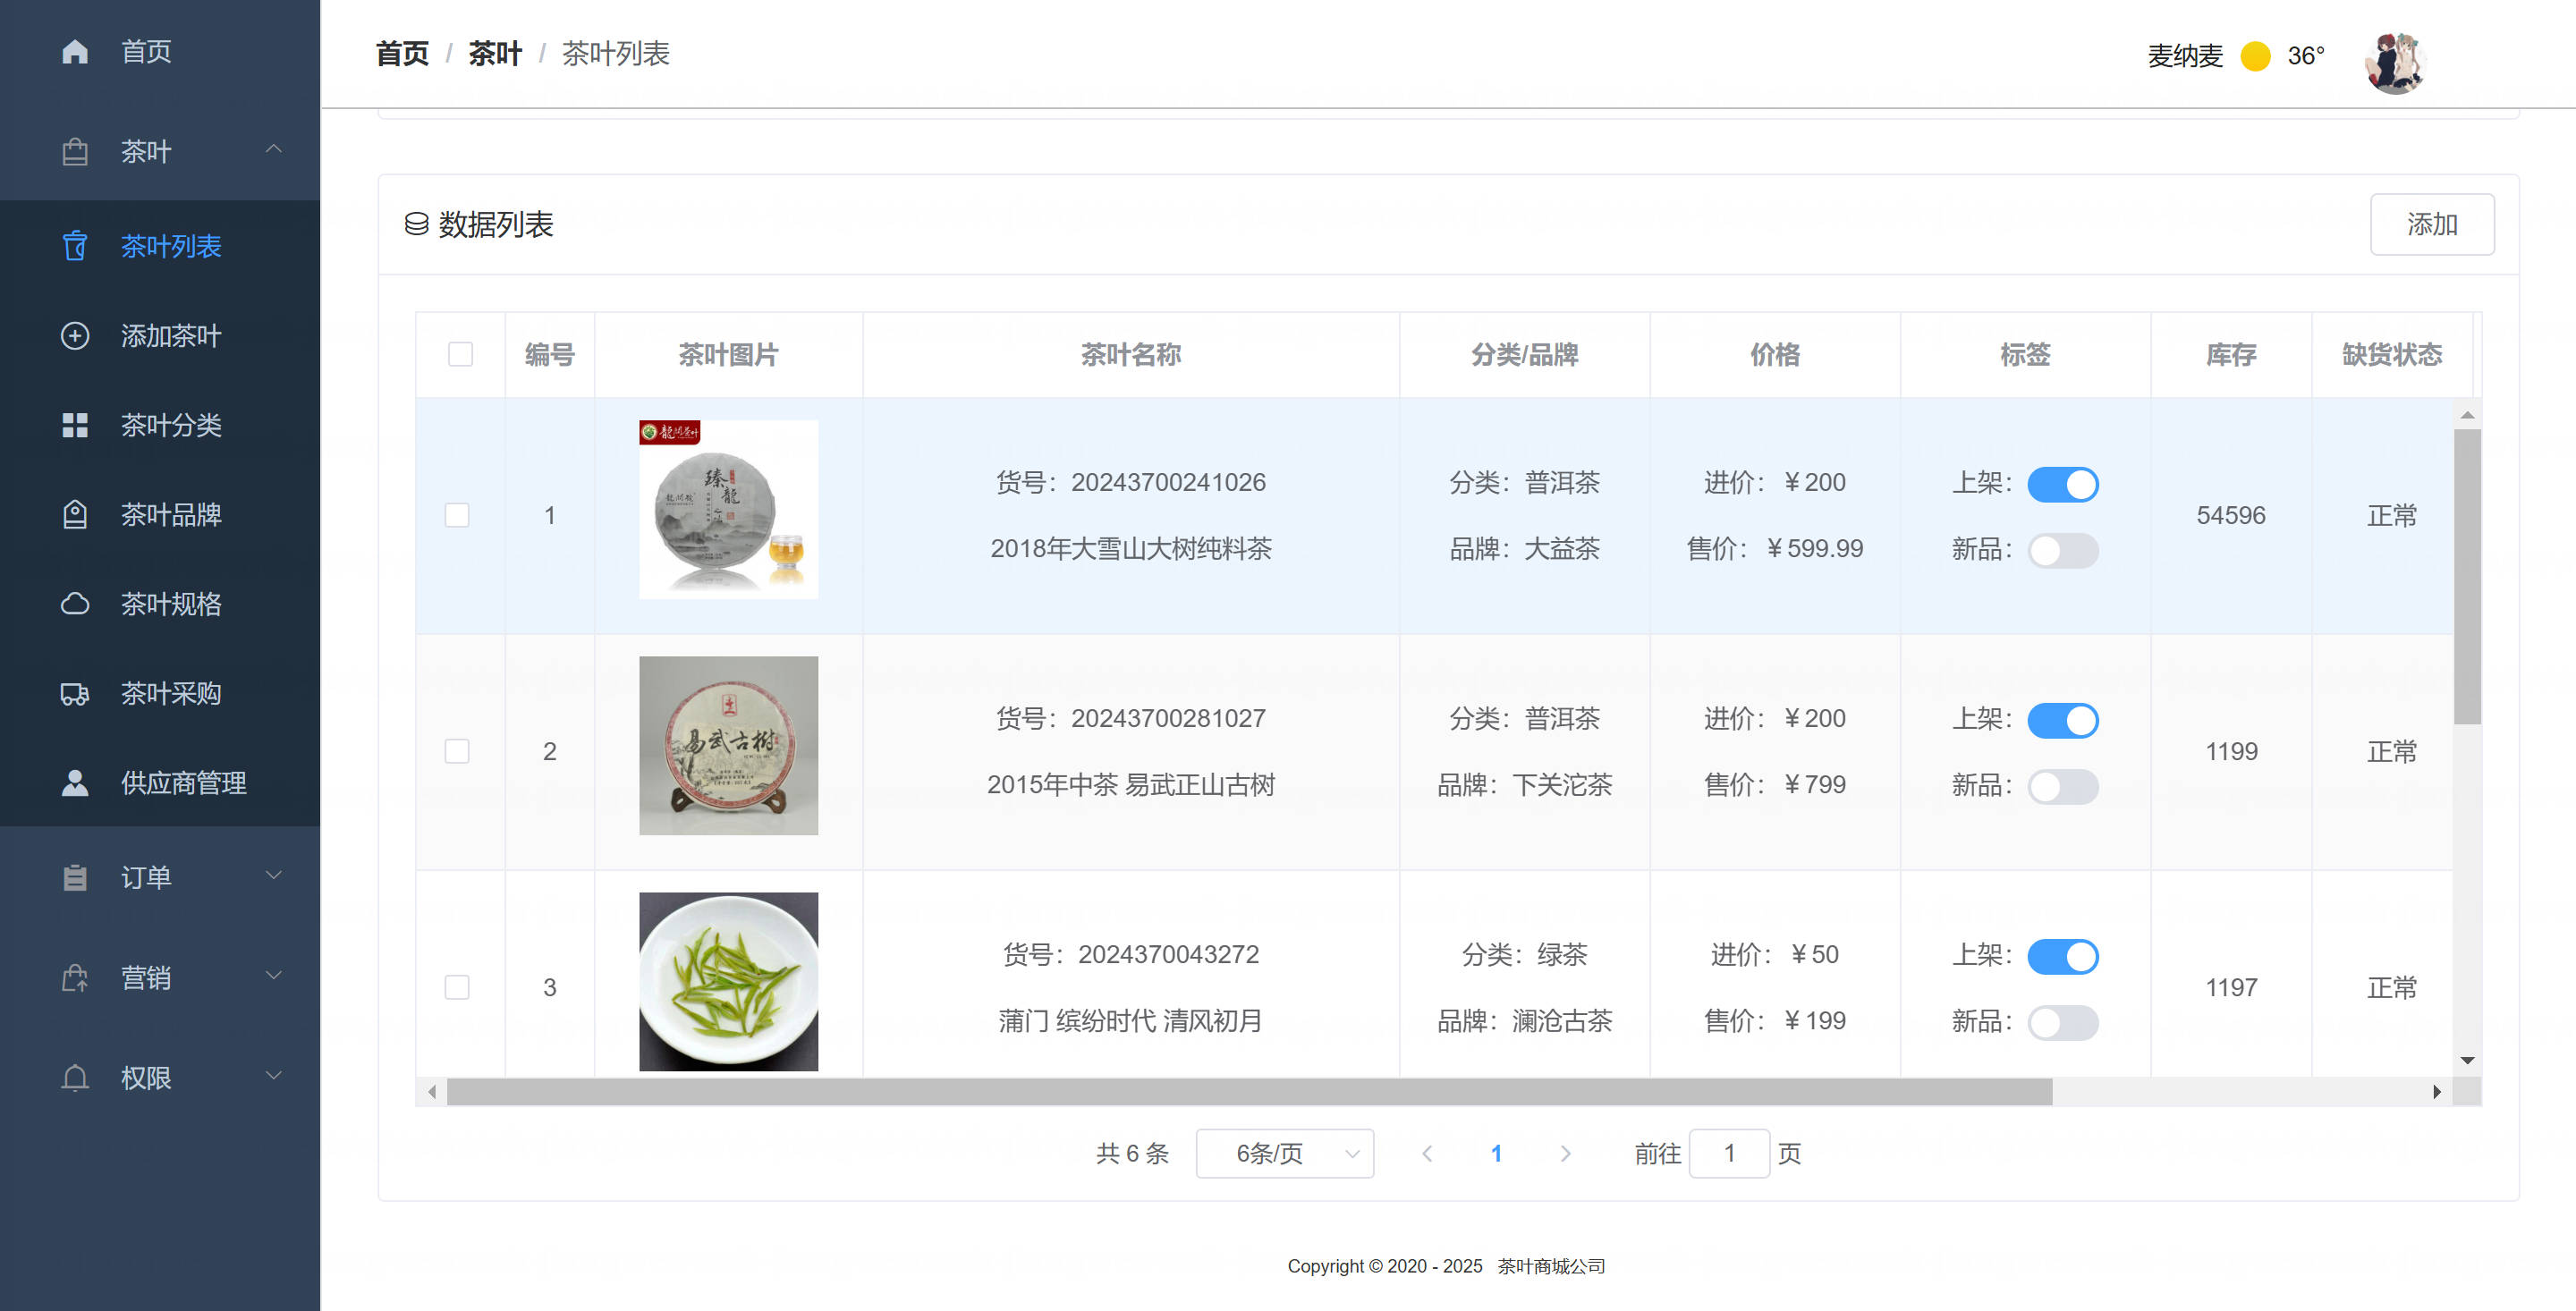 首页
茶叶
茶叶列表
添加茶叶
茶叶分类
茶叶品牌
茶叶规格
茶叶采购
供应商管理
订单
营销
权限
首页 / 茶叶 / 茶叶列表
麦纳麦 36°
数据列表
添加
编号 茶叶图片 茶叶名称 分类/品牌 价格 标签 库存 缺货状态
龍润茶叶
臻龍
货号：20243700241026 分类：普洱茶 进价：￥200 上架：
1 54596 正常
2018年大雪山大树纯料茶 品牌：大益茶 售价：￥599.99 新品：
易武古樹
货号：20243700281027 分类：普洱茶 进价：￥200 上架：
2 1199 正常
2015年中茶 易武正山古树 品牌：下关沱茶 售价：￥799 新品：
货号：2024370043272 分类：绿茶 进价：￥50 上架：
3 1197 正常
蒲门 缤纷时代 清风初月 品牌：澜沧古茶 售价：￥199 新品：
共 6 条 6条/页 1 前往 1 页
Copyright © 2020 - 2025 茶叶商城公司